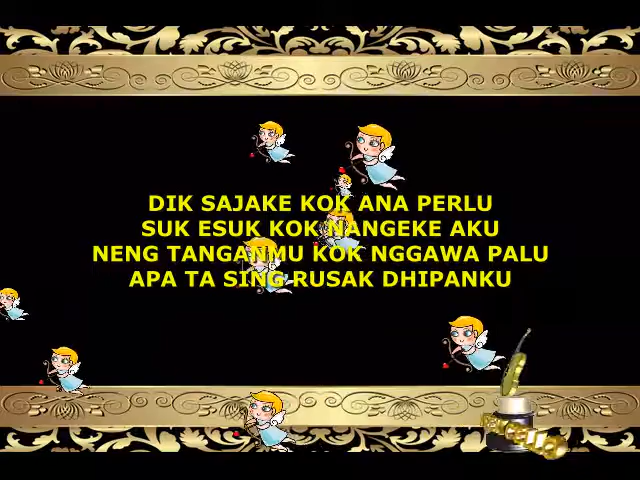 DIK SAJAKE KOK ANA PERLU
SUK ESUK KOK NANGEKE AKU
NENG TANGANMU KOK NGGAWA PALU
APA TA SING RUSAK DHIPANKU